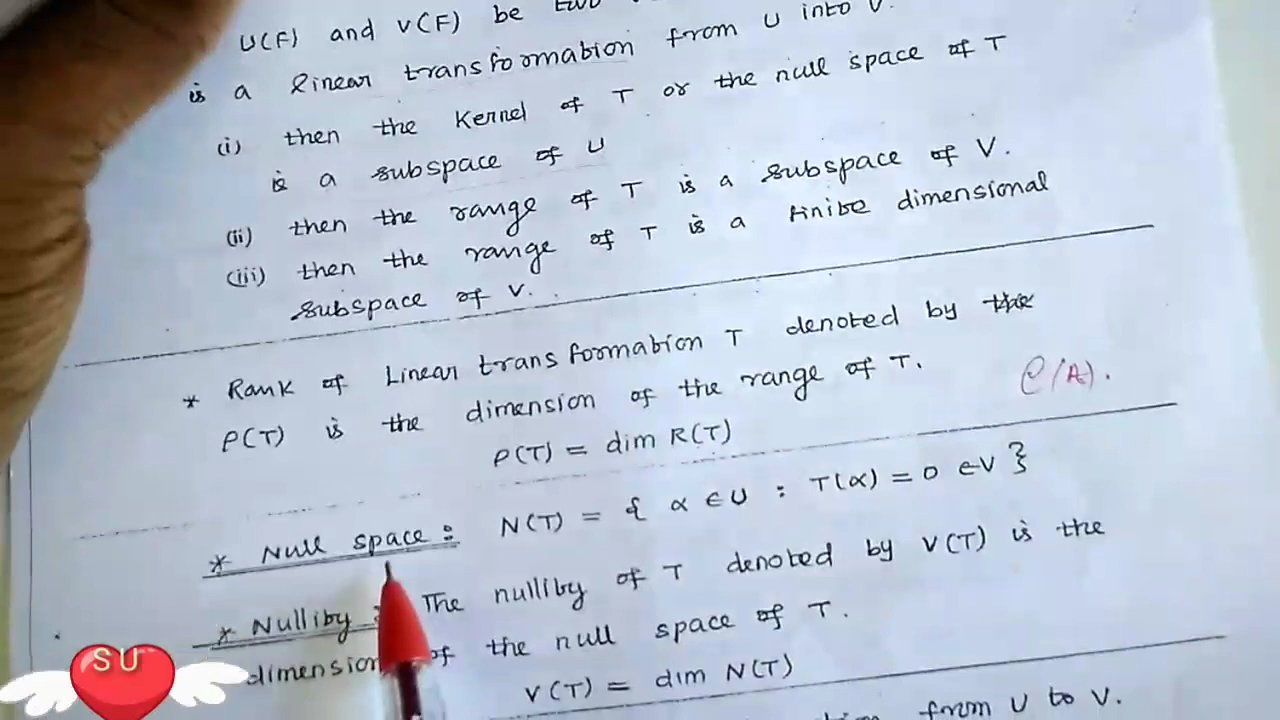 U(F) and V(F) be two
is a linear transformation from U into V.
(i) then the Kernel of T or the null space of T
is a subspace of U
(ii) then the range of T is a subspace of V.
(iii) then the range of T is a finite dimensional
subspace of V.
* Rank of Linear transformation T denoted by the
ρ(T) is the dimension of the range of T.
ρ(A).
ρ(T) = dim R(T)
* Null space: N(T) = { α ∈ U : T(α) = 0 ∈ V }
* Nulliby : The nulliby of T denoted by V(T) is the
dimension of the null space of T.
V(T) = dim N(T)
from U to V.
SU